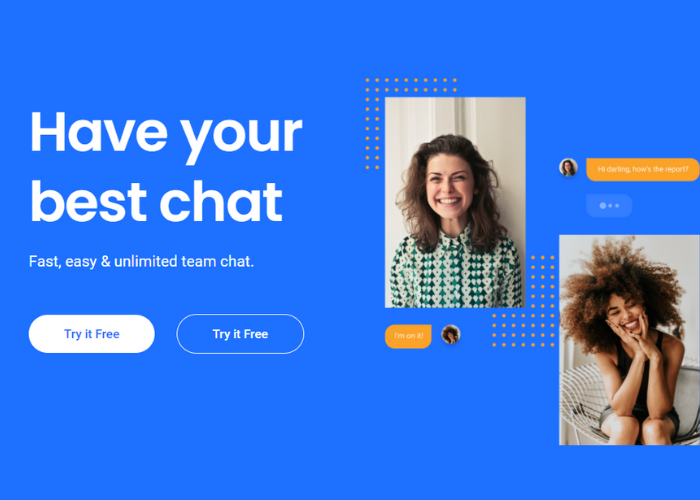 Have your
best chat
Fast, easy & unlimited team chat.
Try it Free
Try it Free
Hi darling, how's the report?
I'm on it!